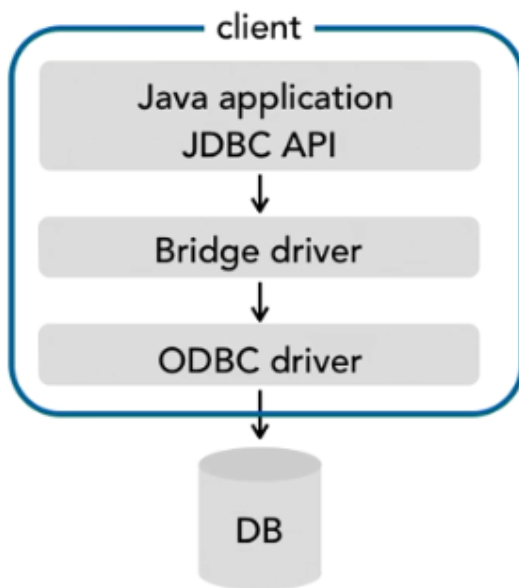 client
Java application
JDBC API
Bridge driver
ODBC driver
DB